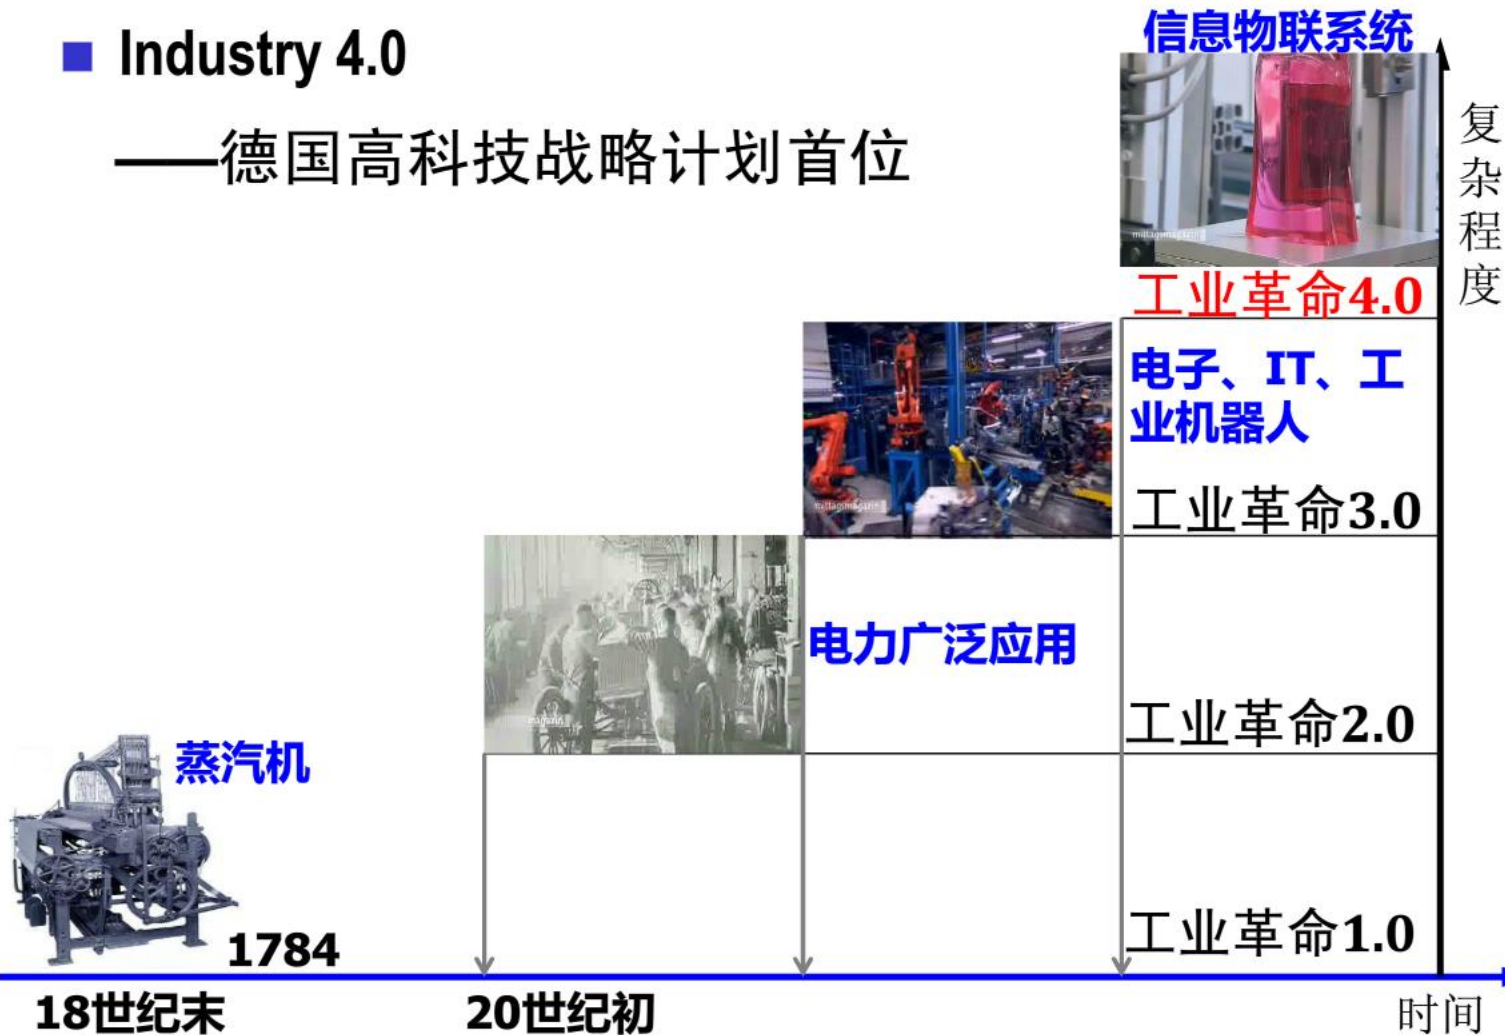 Industry 4.0
——德国高科技战略计划首位
信息物联系统
mittagsmagazin
工业革命4.0
复杂程度
电子、IT、工
业机器人
mittagsmagazin
工业革命3.0
电力广泛应用
magazin
工业革命2.0
蒸汽机
1784
工业革命1.0
18世纪末
20世纪初
时间